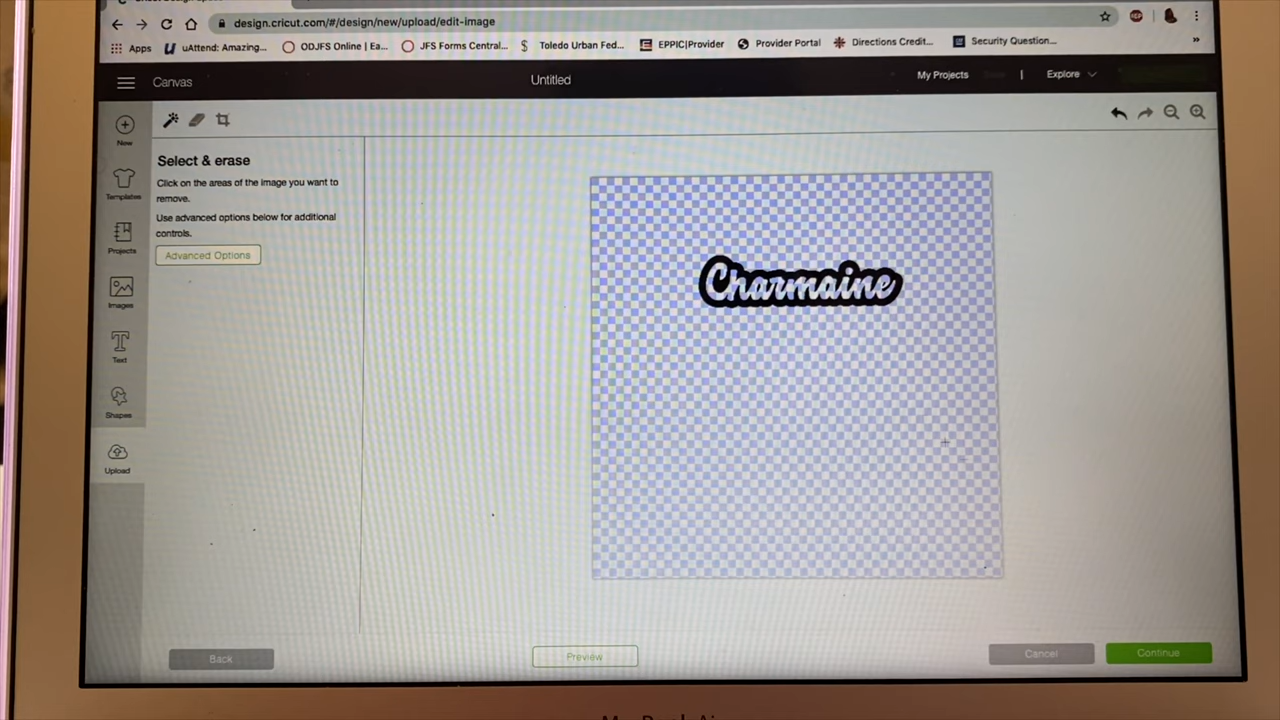 design.cricut.com/#/design/new/upload/edit-image
Apps
uAttend: Amazing...
ODJFS Online | Ea...
JFS Forms Central...
Toledo Urban Fed...
EPPIC|Provider
Provider Portal
Directions Credit...
Security Question...
Canvas
Untitled
My Projects
Explore
New
Templates
Projects
Images
Text
Shapes
Upload
Select & erase
Click on the areas of the image you want to
remove.
Use advanced options below for additional
controls.
Advanced Options
Charmaine
Back
Preview
Cancel
Continue